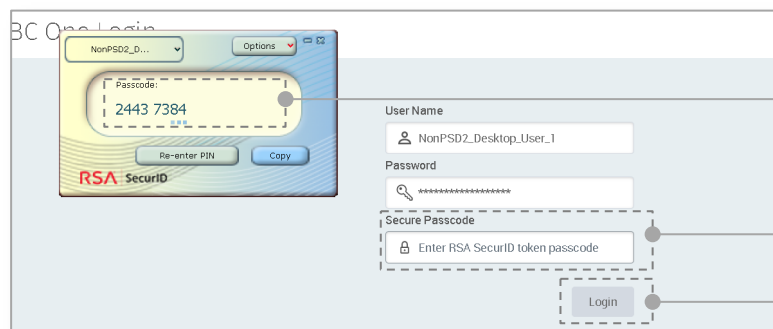 BC One Login
NonPSD2_D...
Options
Passcode:
2443 7384
Re-enter PIN
Copy
RSA SecurID
User Name
NonPSD2_Desktop_User_1
Password
******************
Secure Passcode
Enter RSA SecurID token passcode
Login